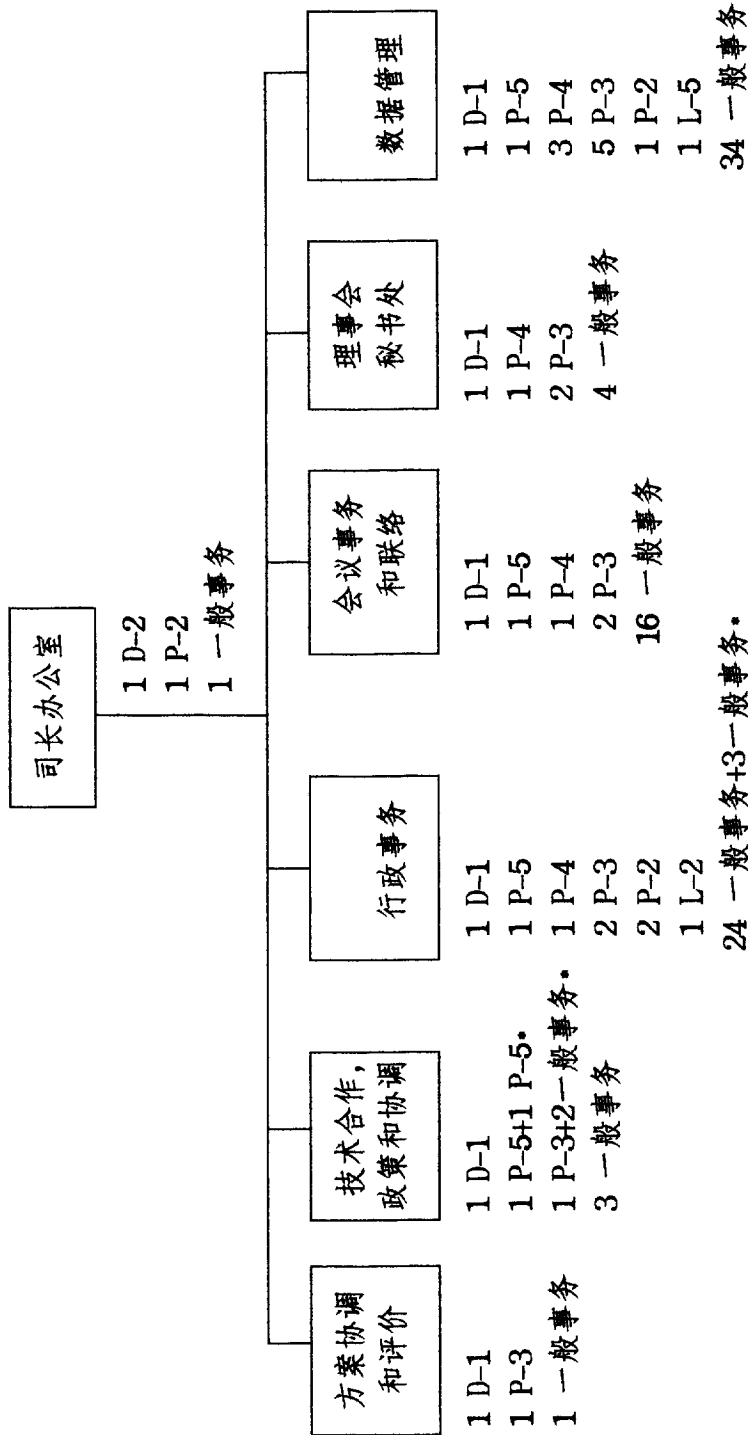 司长办公室
1 D-2
1 P-2
1 一般事务
方案协调
和评价
1 D-1
1 P-3
1 一般事务
技术合作,
政策和协调
1 D-1
1 P-5+1 P-5*
1 P-3+2一般事务*
3 一般事务
行政事务
1 D-1
1 P-5
1 P-4
2 P-3
2 P-2
1 L-2
24 一般事务+3一般事务*
会议事务
和联络
1 D-1
1 P-5
1 P-4
2 P-3
16 一般事务
理事会
秘书处
1 D-1
1 P-4
2 P-3
4 一般事务
数据管理
1 D-1
1 P-5
3 P-4
5 P-3
1 P-2
1 L-5
34 一般事务